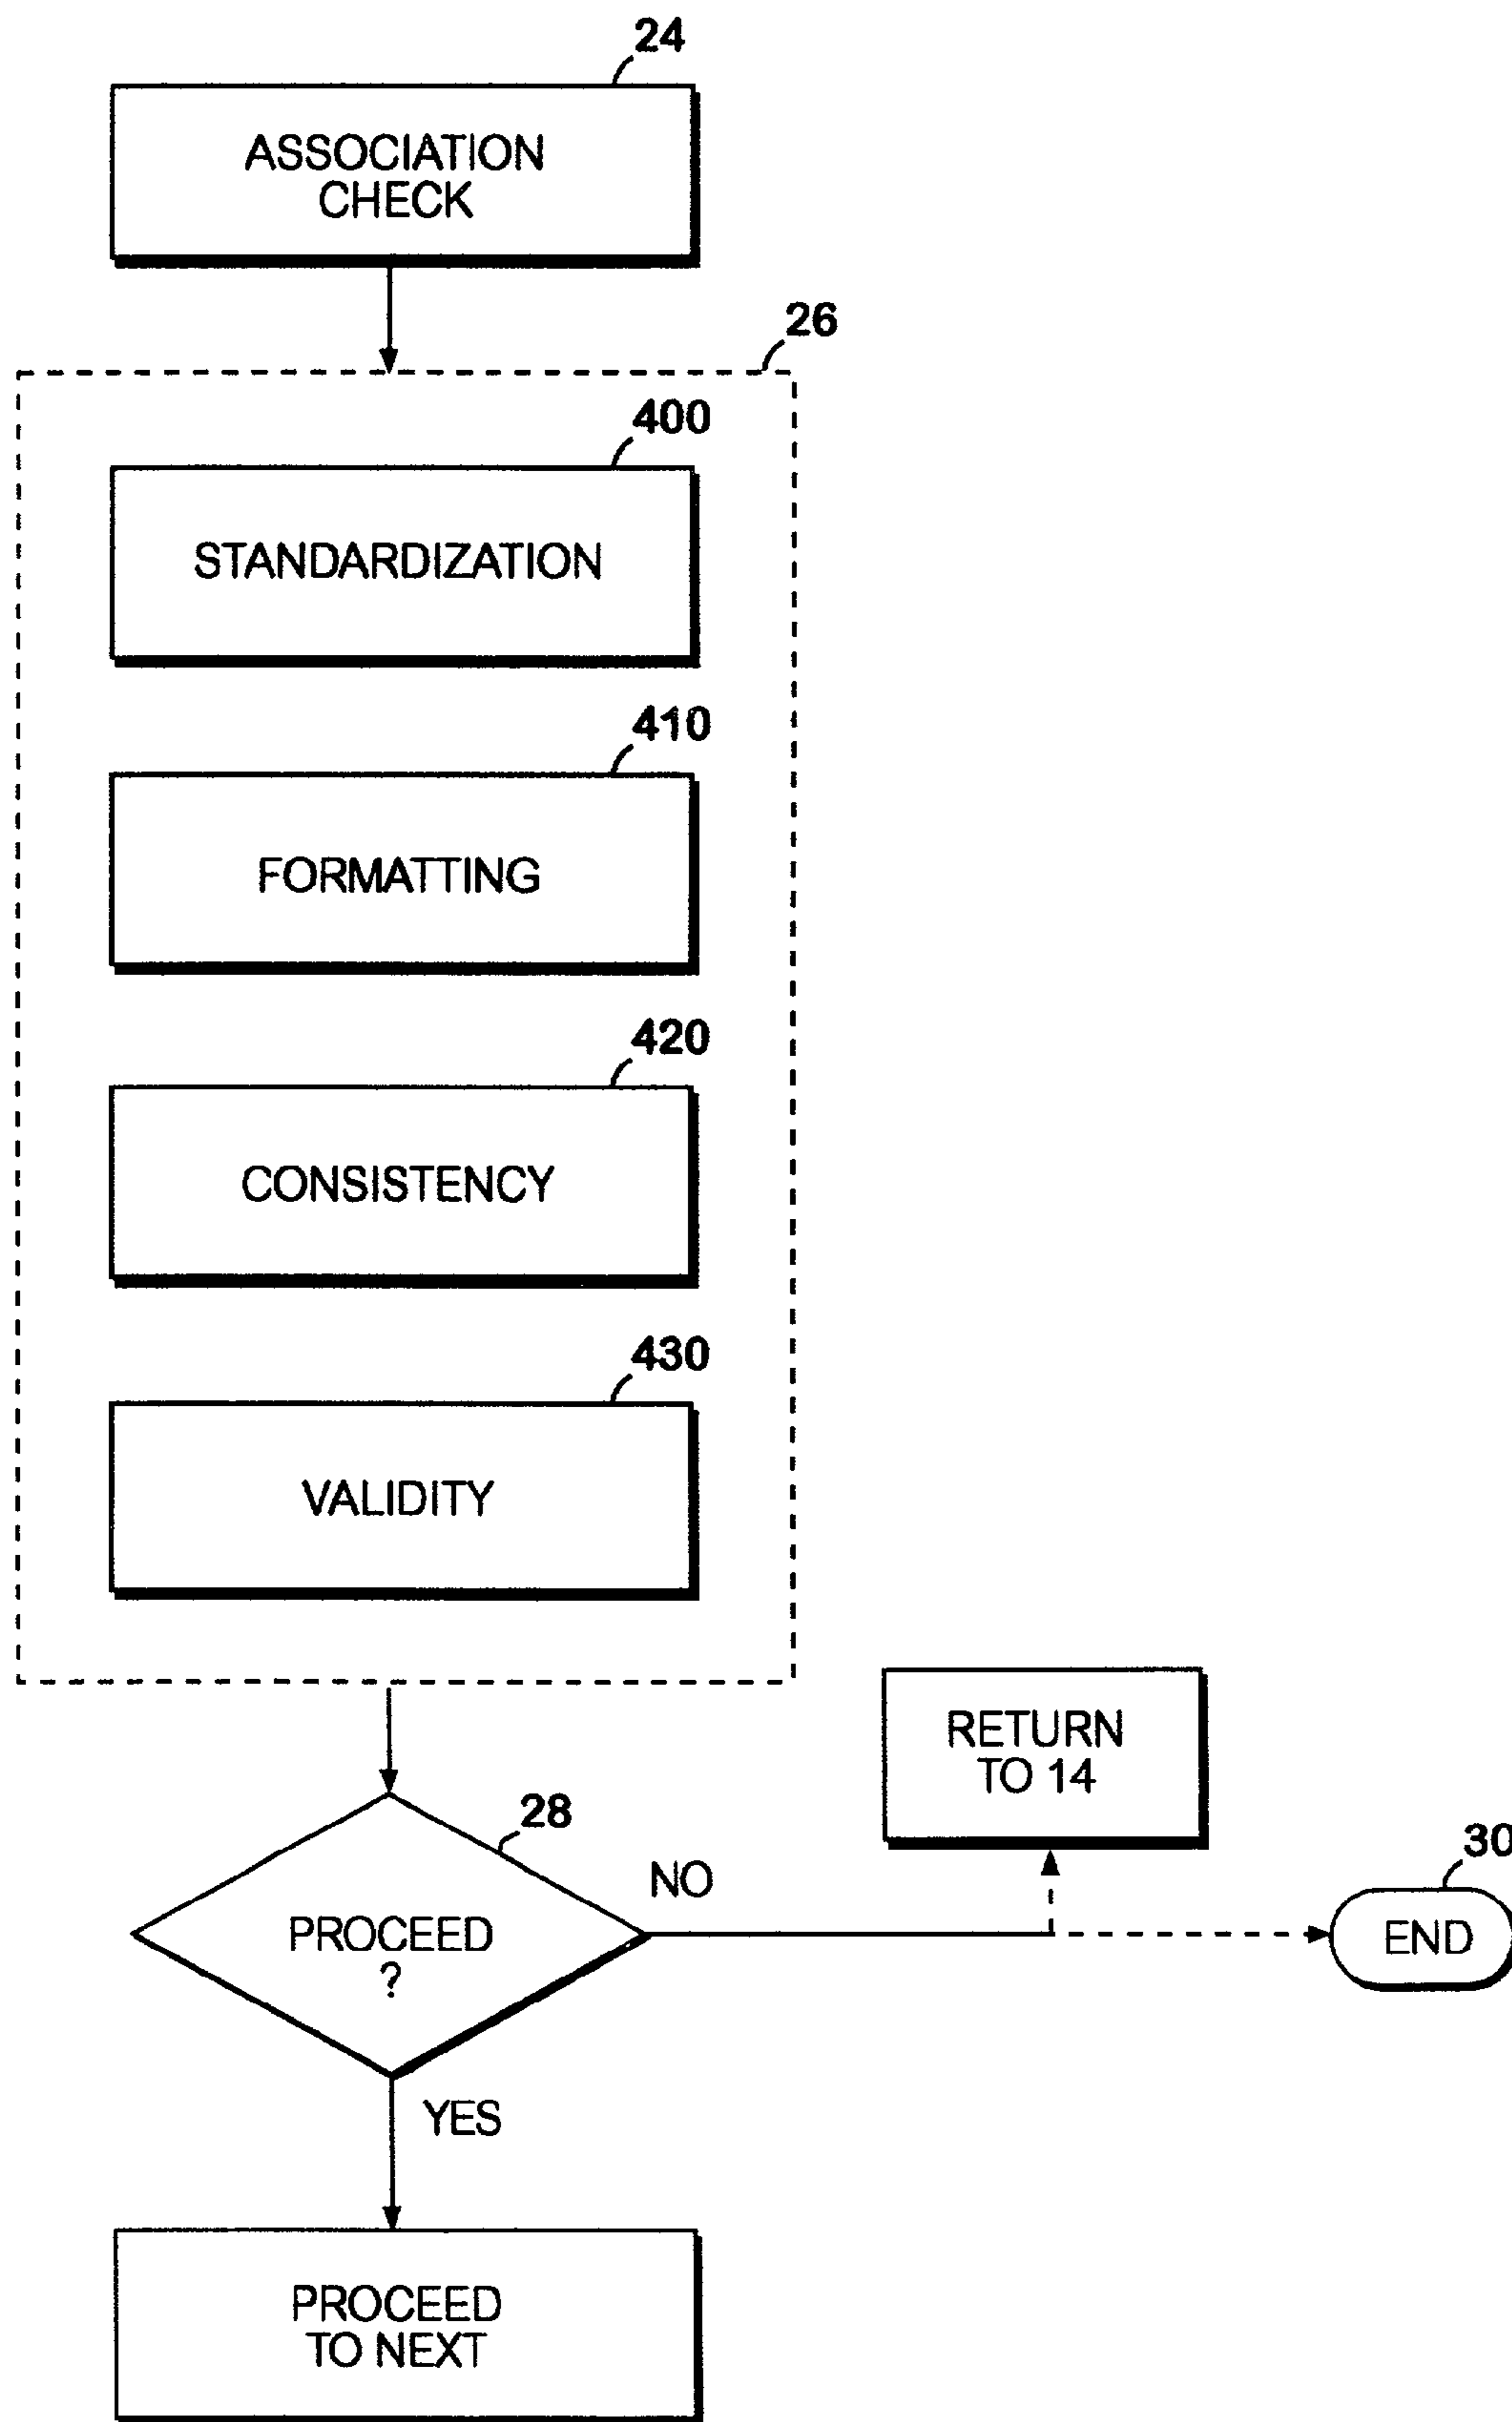 24
ASSOCIATION
CHECK
26
400
STANDARDIZATION
410
FORMATTING
420
CONSISTENCY
430
VALIDITY
RETURN
TO 14
28
NO
30
PROCEED
?
END
YES
PROCEED
TO NEXT